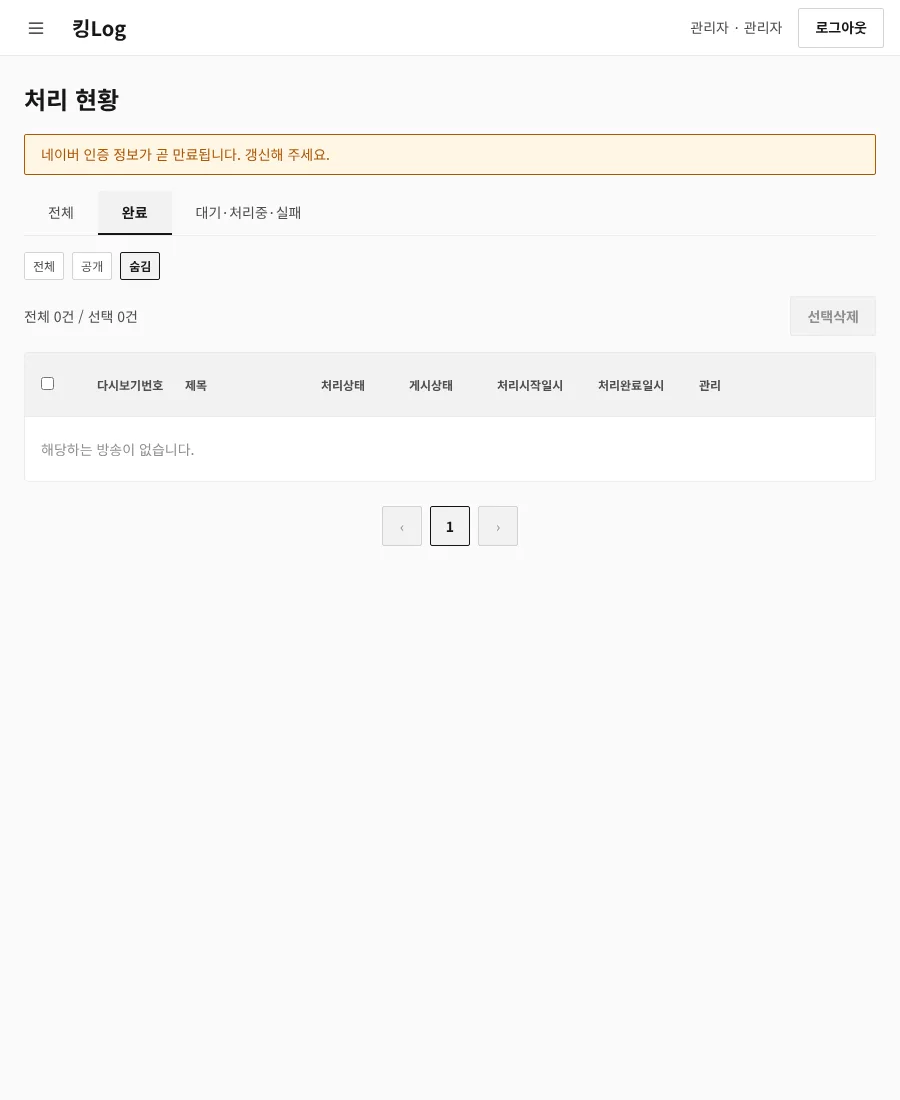 킹Log
관리자 · 관리자
로그아웃
처리 현황
네이버 인증 정보가 곧 만료됩니다. 갱신해 주세요.
전체 완료 대기·처리중·실패
전체 공개 숨김
전체 0건 / 선택 0건
선택삭제
다시보기번호 제목 처리상태 게시상태 처리시작일시 처리완료일시 관리
해당하는 방송이 없습니다.
‹ 1 ›